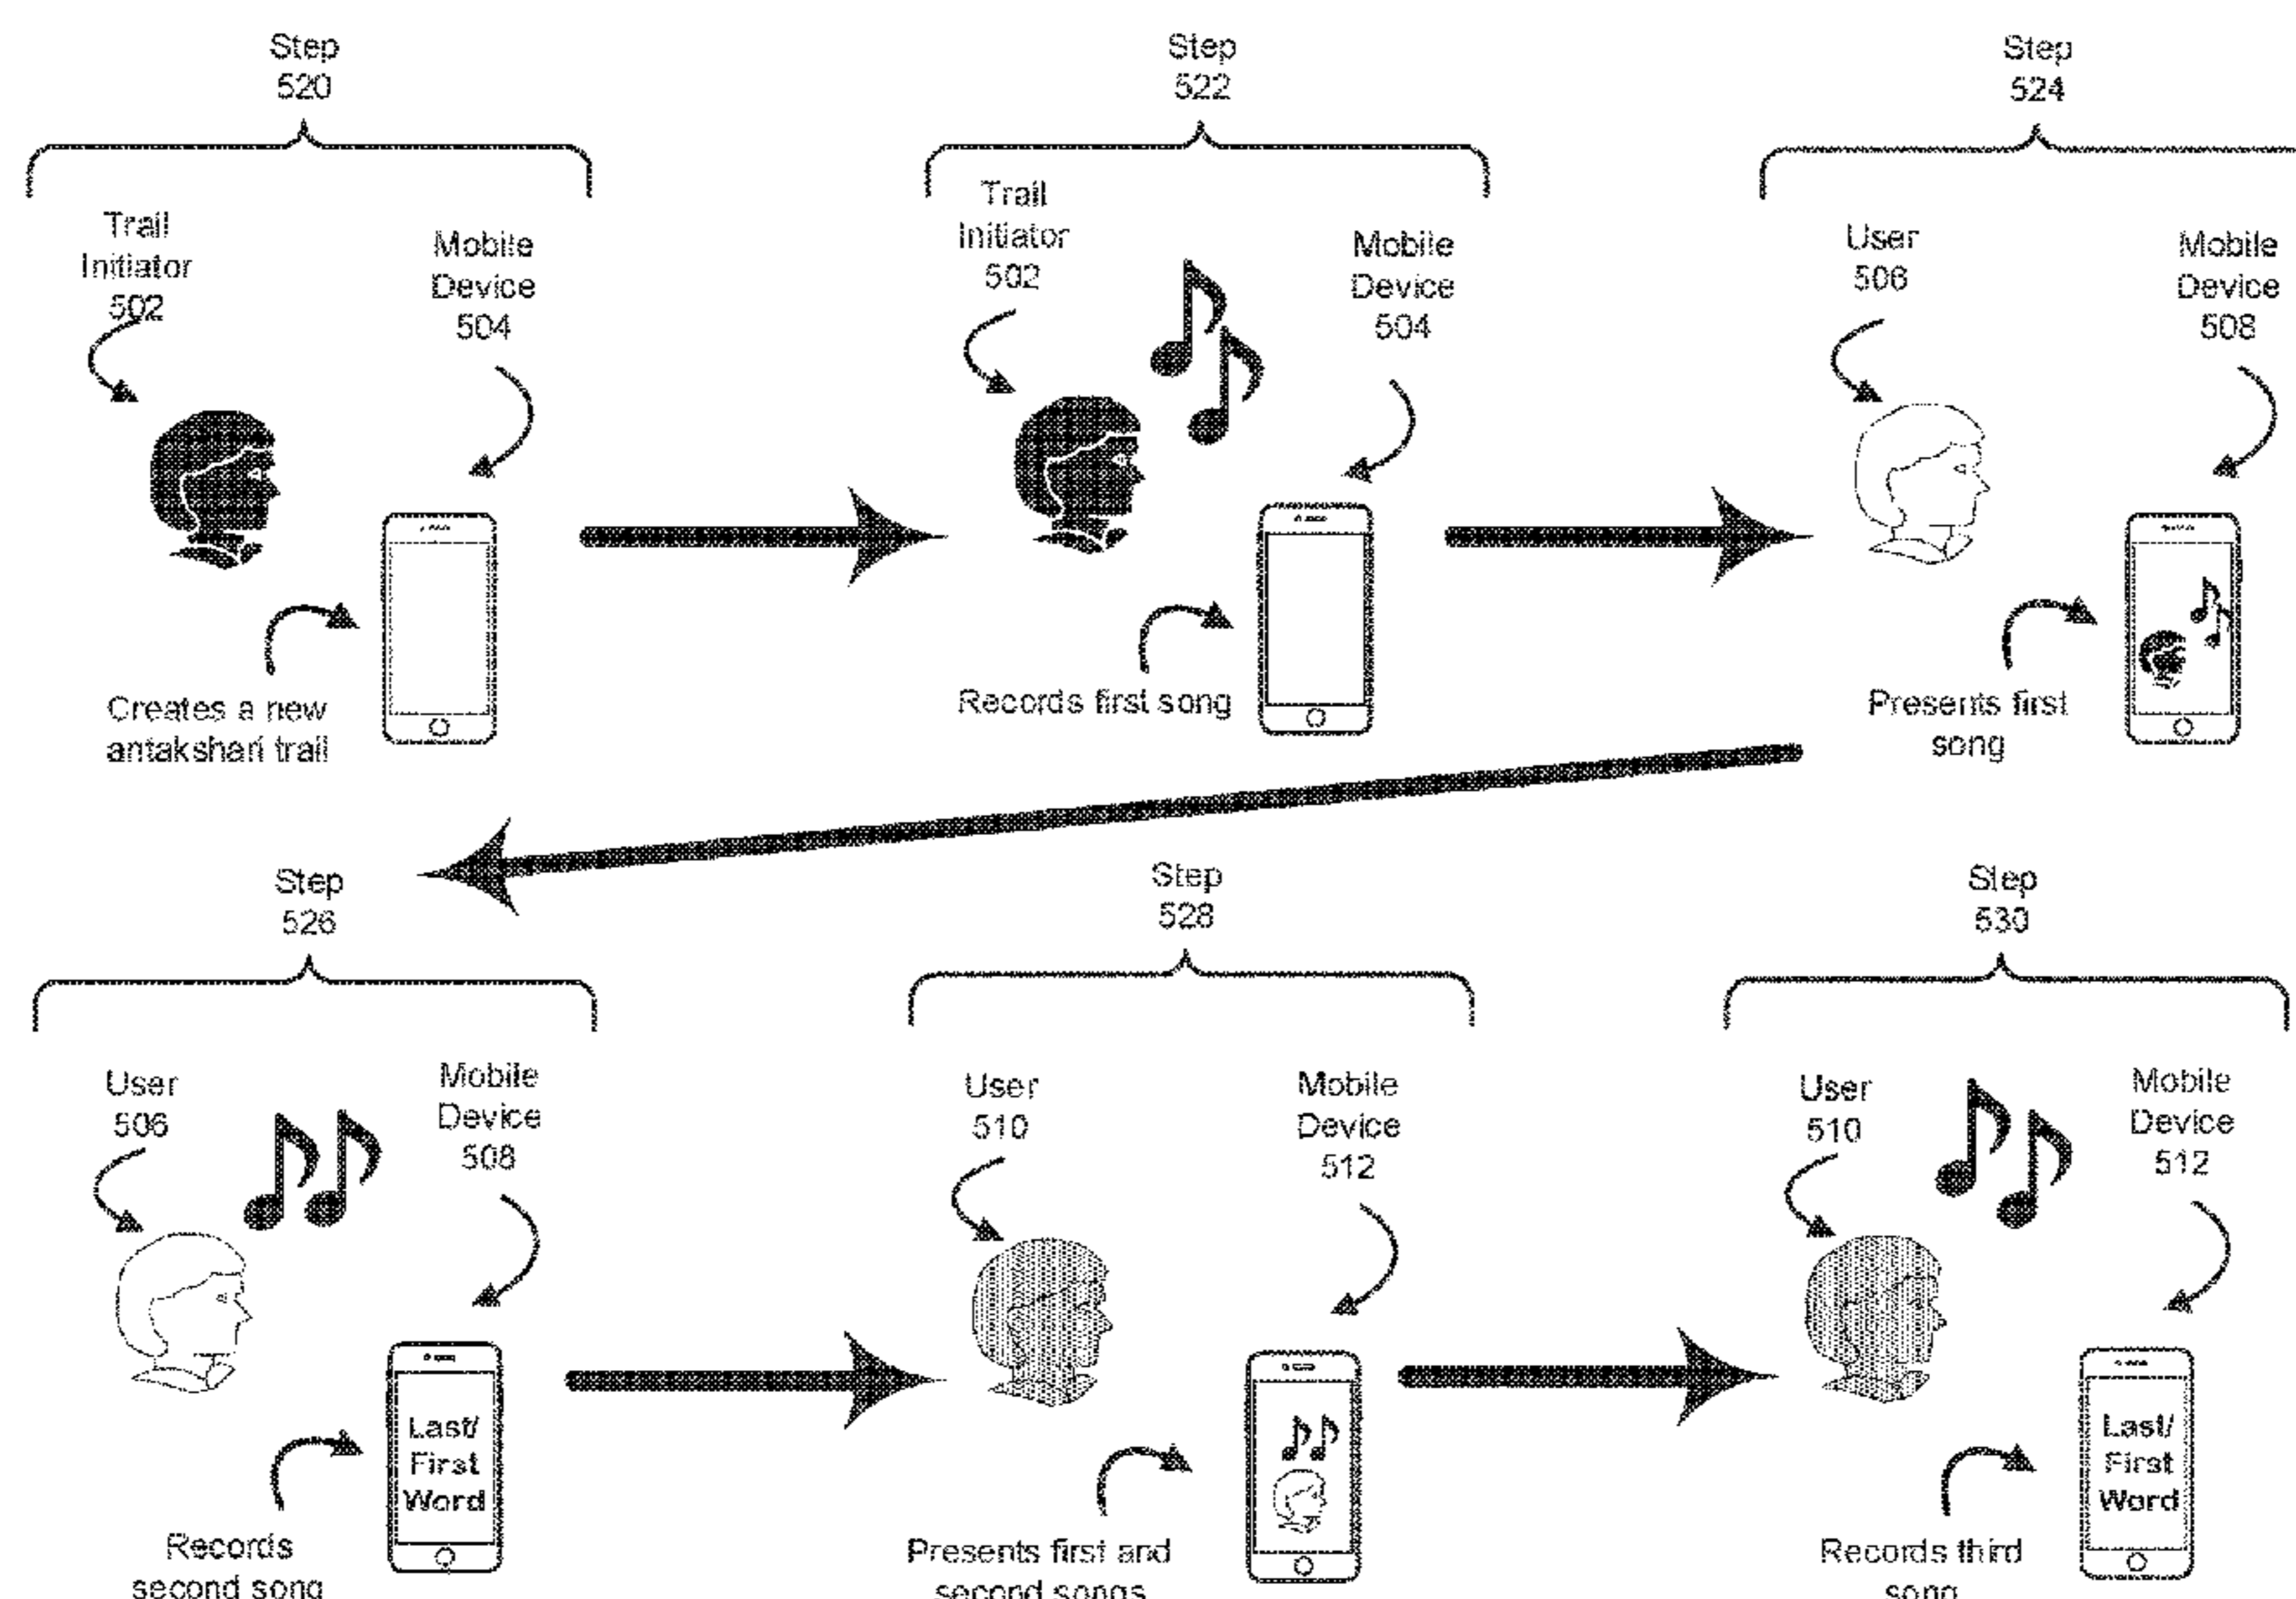 Step
520
Step
522
Step
524
Trail
Initiator
502
Mobile
Device
504
Trail
Initiator
502
Mobile
Device
504
User
506
Mobile
Device
508
Creates a new
antakshari trail
Records first song
Presents first
song
Step
526
Step
528
Step
530
User
506
Mobile
Device
508
User
510
Mobile
Device
512
User
510
Mobile
Device
512
Last/
First
Word
Last/
First
Word
Records
second song
Presents first and
second songs
Records third
song